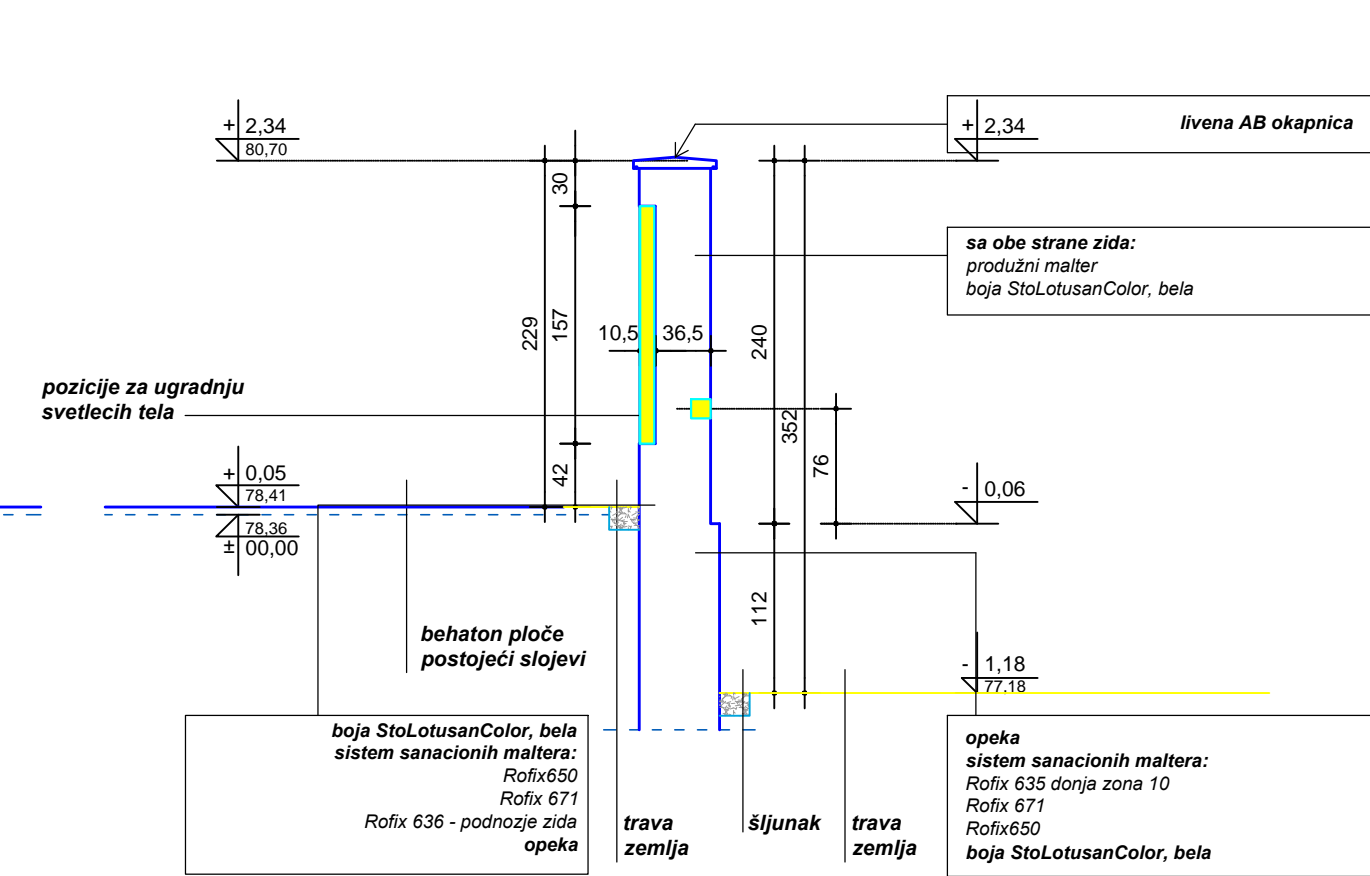 livena AB okapnica
+ 2,34
80,70
+ 2,34
30
sa obe strane zida:
produžni malter
boja StoLotusanColor, bela
229
157
10,5
36,5
240
pozicije za ugradnju
svetlecih tela
352
76
42
+ 0,05
78,41
78,36
± 00,00
- 0,06
112
behaton ploče
postojeći slojevi
- 1,18
77,18
boja StoLotusanColor, bela
sistem sanacionih maltera:
Rofix650
Rofix 671
Rofix 636 - podnozje zida
opeka
trava
zemlja
šljunak
trava
zemlja
opeka
sistem sanacionih maltera:
Rofix 635 donja zona 10
Rofix 671
Rofix650
boja StoLotusanColor, bela